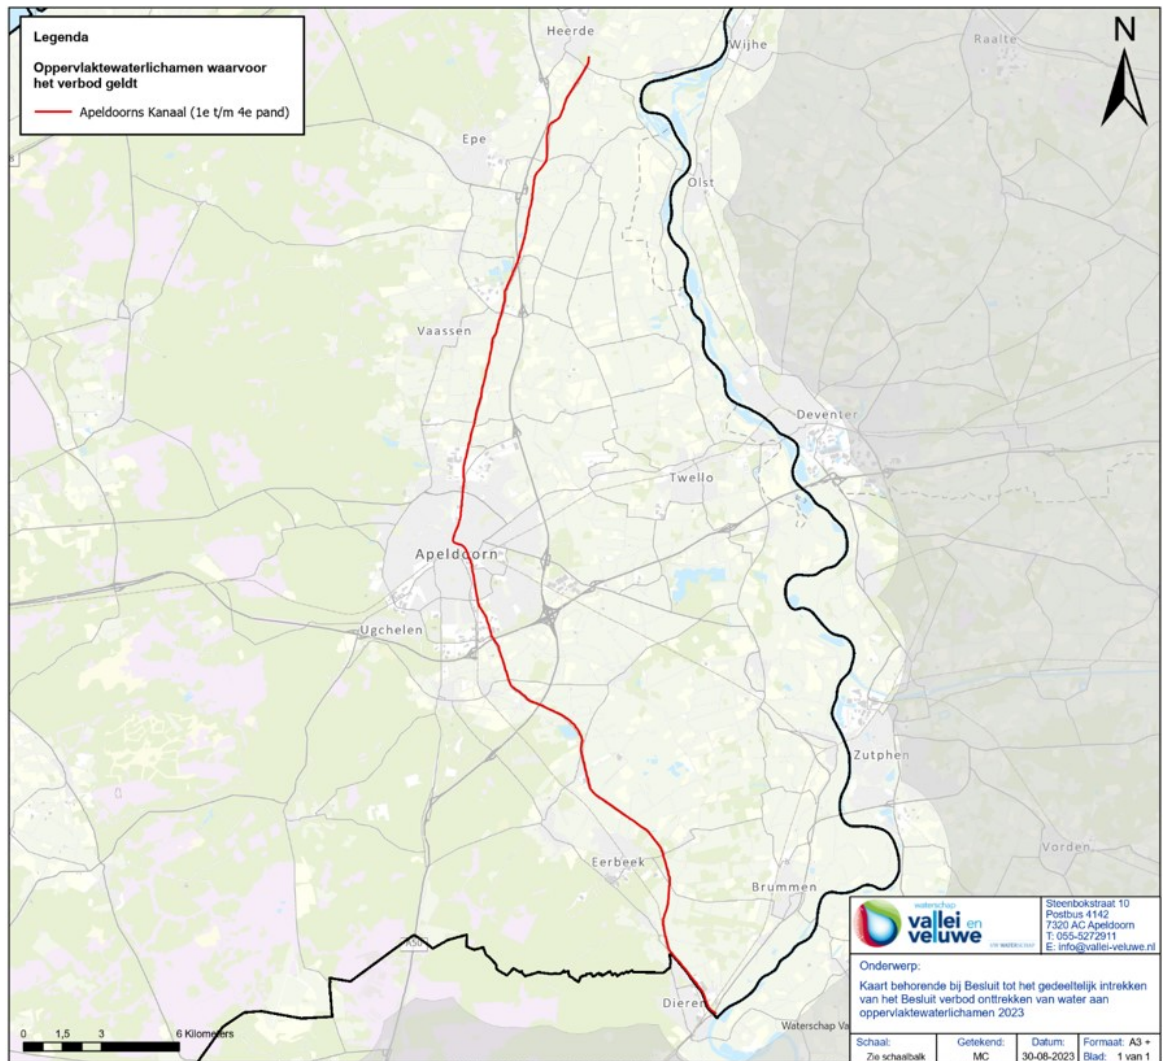 Legenda
Oppervlaktewaterlichamen waarvoor
het verbod geldt
Apeldoorns Kanaal (1e t/m 4e pand)
Heerde
Wijhe
Raalte
N
Epe
Olst
Vaassen
Deventer
Twello
Apeldoorn
Ugchelen
Zutphen
Vorden
Eerbeek
Brummen
A50
Dieren
Waterschap Va
0 1,5 3 6 Kilometers
waterschap
vallei en
veluwe
Steenbokstraat 10
Postbus 4142
7320 AC Apeldoorn
T: 055-5272911
E: info@vallei-veluwe.nl
Onderwerp:
Kaart behorende bij Besluit tot het gedeeltelijk intrekken
van het Besluit verbod onttrekken van water aan
oppervlaktewaterlichamen 2023
Schaal: Getekend: Datum: Formaat: A3 +
Zie schaalbalk MC 30-08-2023 Blad: 1 van 1